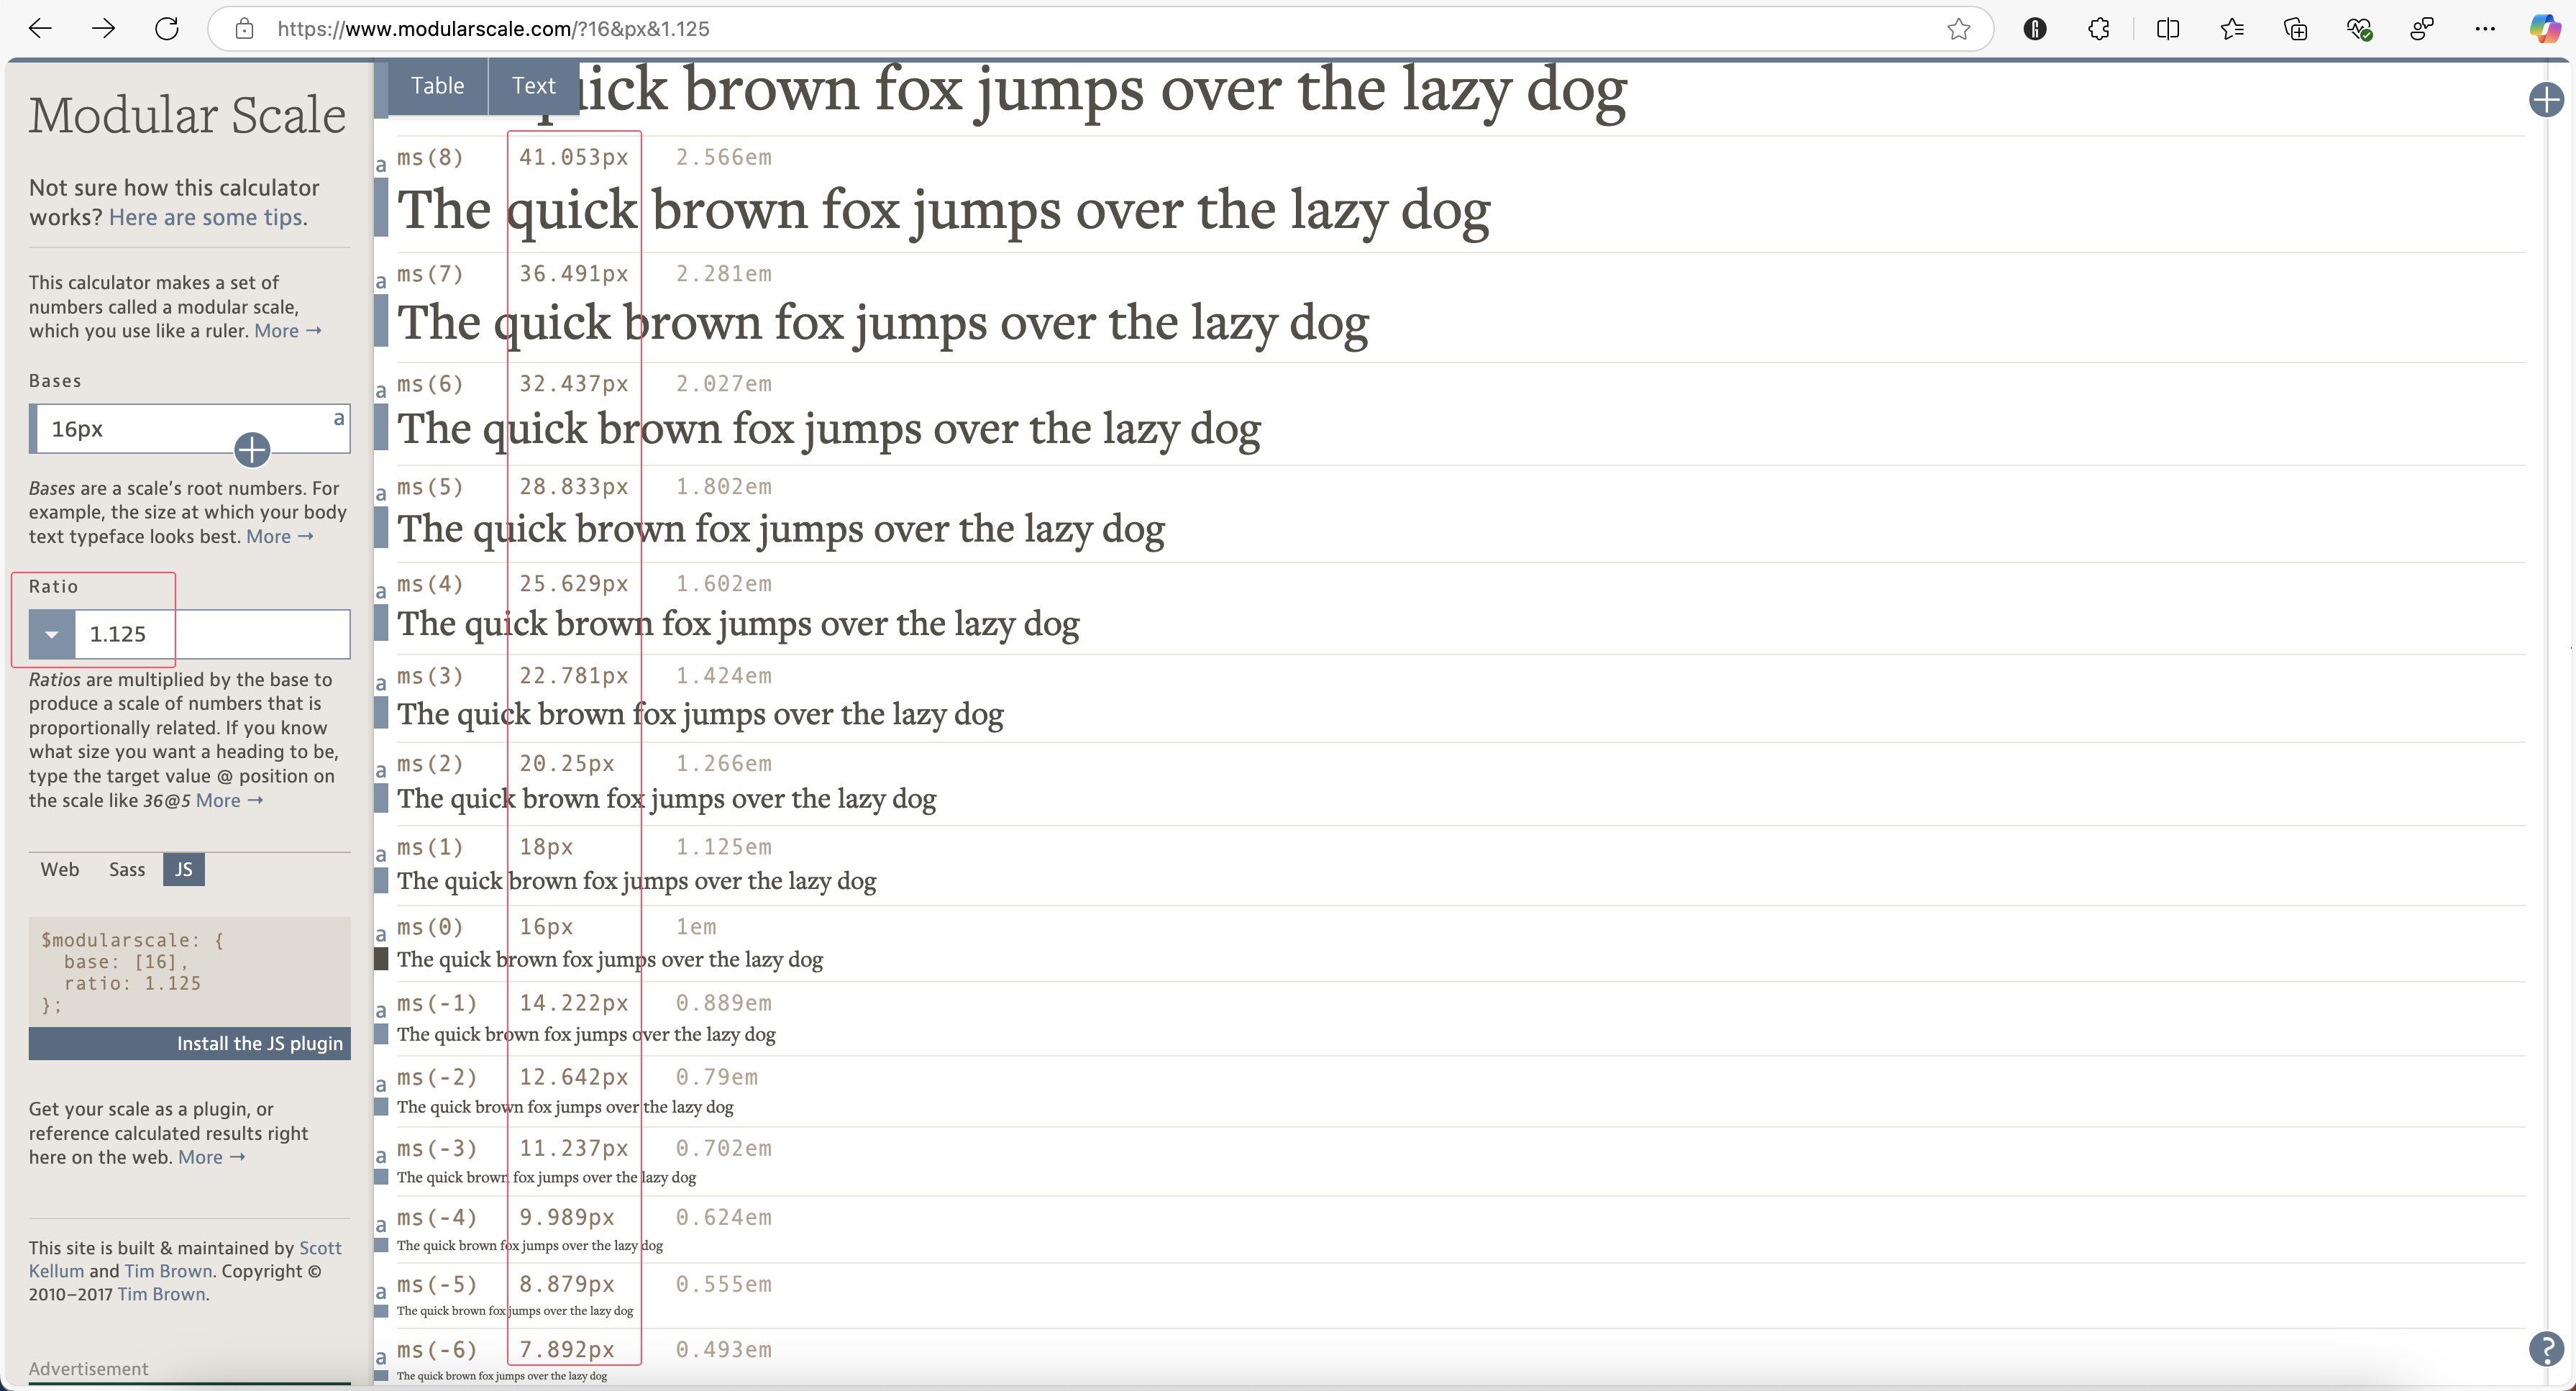 https://www.modularscale.com/?16&px&1.125
Modular Scale
Not sure how this calculator
works? Here are some tips.
This calculator makes a set of
numbers called a modular scale,
which you use like a ruler. More →
Bases
16px a
Bases are a scale's root numbers. For
example, the size at which your body
text typeface looks best. More →
Ratio
1.125
Ratios are multiplied by the base to
produce a scale of numbers that is
proportionally related. If you know
what size you want a heading to be,
type the target value @ position on
the scale like 36@5 More →
Web Sass JS
$modularscale: {
base: [16],
ratio: 1.125
};
Install the JS plugin
Get your scale as a plugin, or
reference calculated results right
here on the web. More →
This site is built & maintained by Scott
Kellum and Tim Brown. Copyright ©
2010–2017 Tim Brown.
Advertisement
Table Text
brown fox jumps over the lazy dog
a ms(8) 41.053px 2.566em
The quick brown fox jumps over the lazy dog
a ms(7) 36.491px 2.281em
The quick brown fox jumps over the lazy dog
a ms(6) 32.437px 2.027em
The quick brown fox jumps over the lazy dog
a ms(5) 28.833px 1.802em
The quick brown fox jumps over the lazy dog
a ms(4) 25.629px 1.602em
The quick brown fox jumps over the lazy dog
a ms(3) 22.781px 1.424em
The quick brown fox jumps over the lazy dog
a ms(2) 20.25px 1.266em
The quick brown fox jumps over the lazy dog
a ms(1) 18px 1.125em
The quick brown fox jumps over the lazy dog
a ms(0) 16px 1em
The quick brown fox jumps over the lazy dog
a ms(-1) 14.222px 0.889em
The quick brown fox jumps over the lazy dog
a ms(-2) 12.642px 0.79em
The quick brown fox jumps over the lazy dog
a ms(-3) 11.237px 0.702em
The quick brown fox jumps over the lazy dog
a ms(-4) 9.989px 0.624em
The quick brown fox jumps over the lazy dog
a ms(-5) 8.879px 0.555em
The quick brown fox jumps over the lazy dog
a ms(-6) 7.892px 0.493em
The quick brown fox jumps over the lazy dog
?